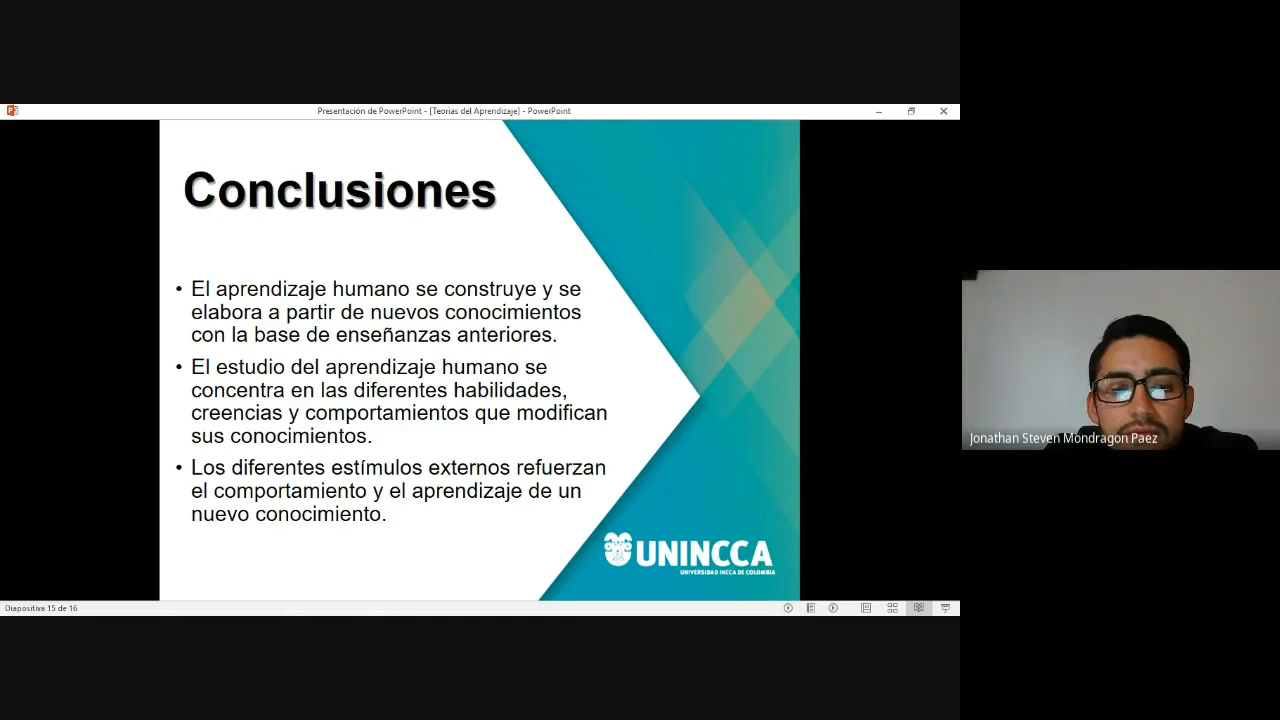 Presentación de PowerPoint - [Teorias del Aprendizaje] - PowerPoint
Conclusiones
• El aprendizaje humano se construye y se
elabora a partir de nuevos conocimientos
con la base de enseñanzas anteriores.
• El estudio del aprendizaje humano se
concentra en las diferentes habilidades,
creencias y comportamientos que modifican
sus conocimientos.
• Los diferentes estímulos externos refuerzan
el comportamiento y el aprendizaje de un
nuevo conocimiento.
UNINCCA
UNIVERSIDAD INCCA DE COLOMBIA
Diapositiva 15 de 16
Jonathan Steven Mondragon Paez